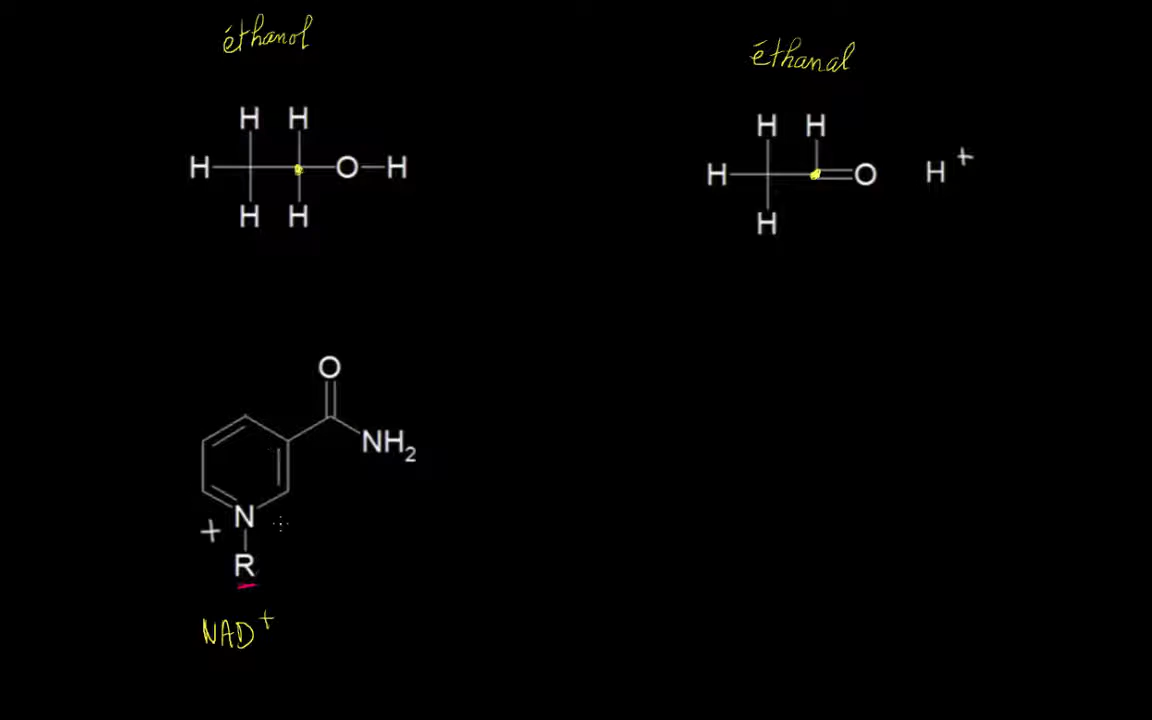 éthanol
éthanal
H H
H O H
H H
H H
H O H +
H
O
NH2
N
+
R
NAD+